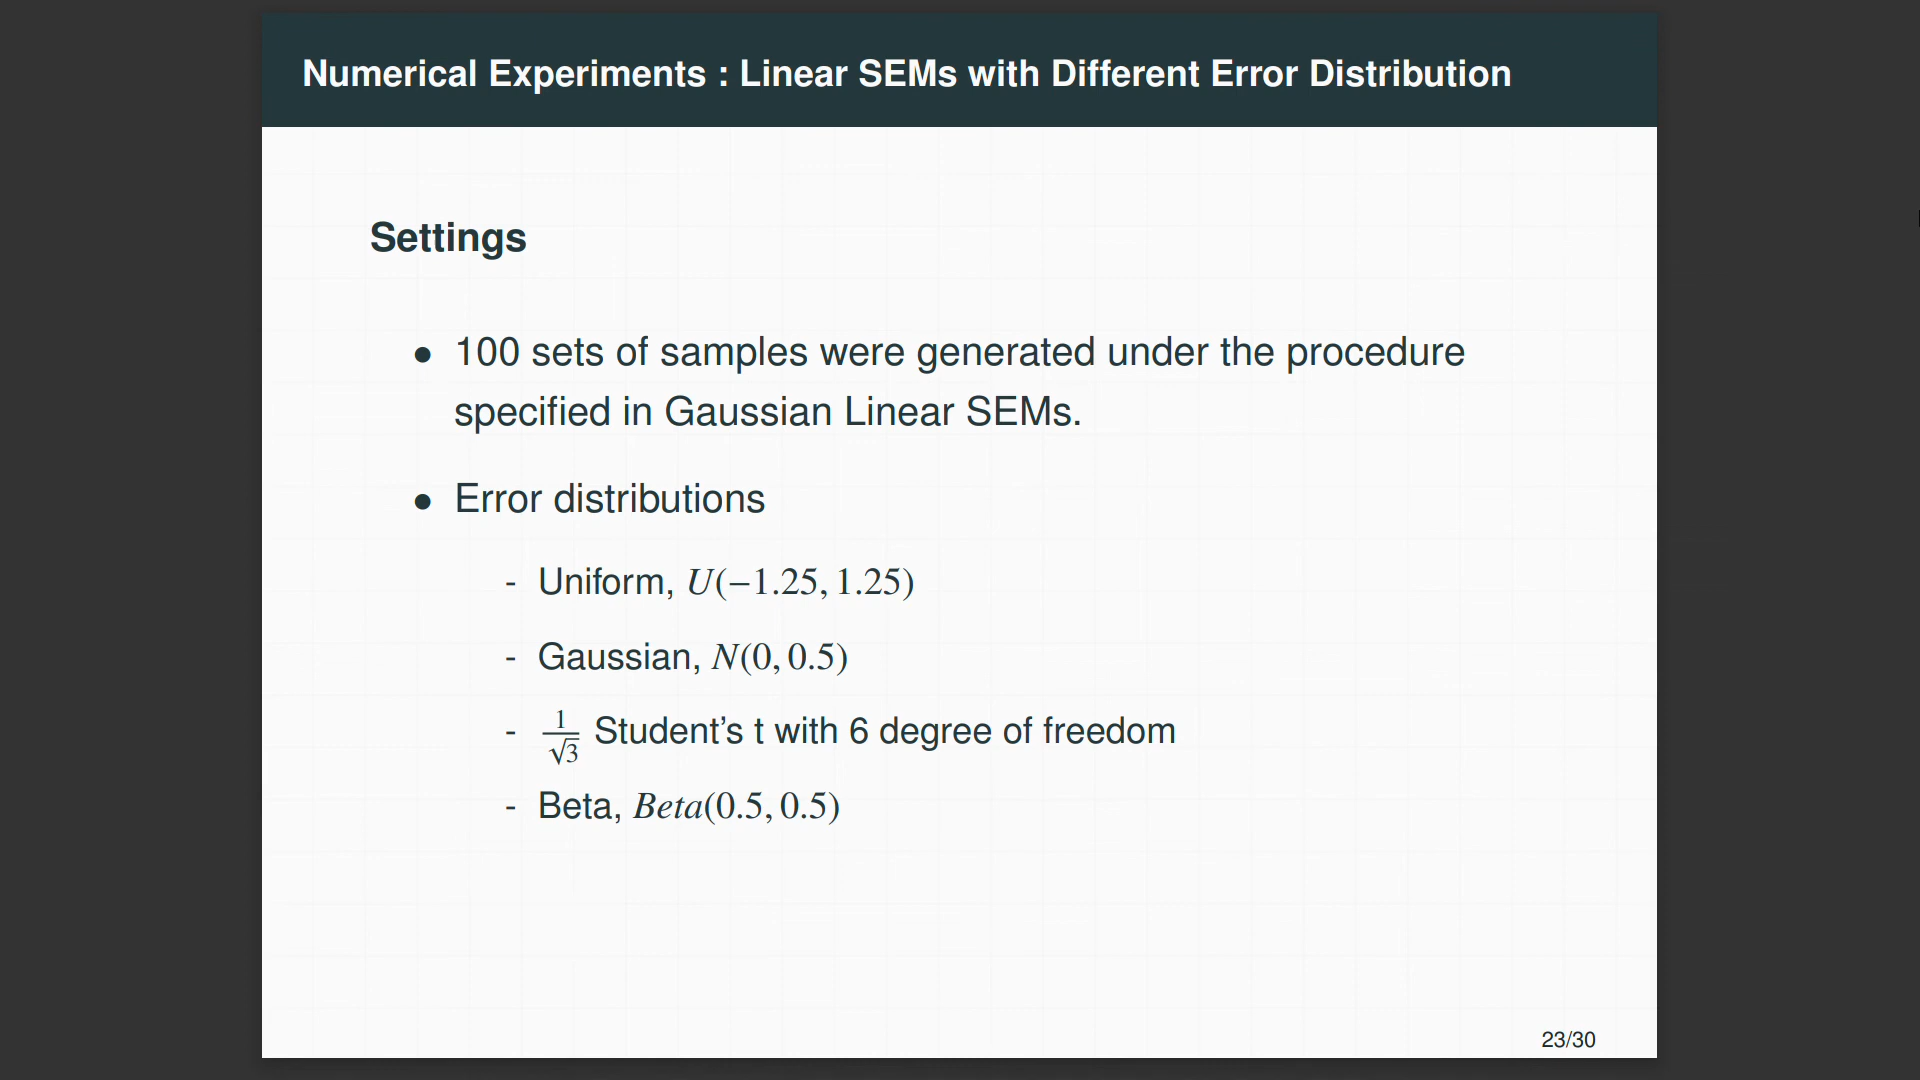 Numerical Experiments : Linear SEMs with Different Error Distribution
Settings
• 100 sets of samples were generated under the procedure
specified in Gaussian Linear SEMs.
• Error distributions
- Uniform, U(−1.25, 1.25)
- Gaussian, N(0, 0.5)
- 1/√3 Student's t with 6 degree of freedom
- Beta, Beta(0.5, 0.5)
23/30